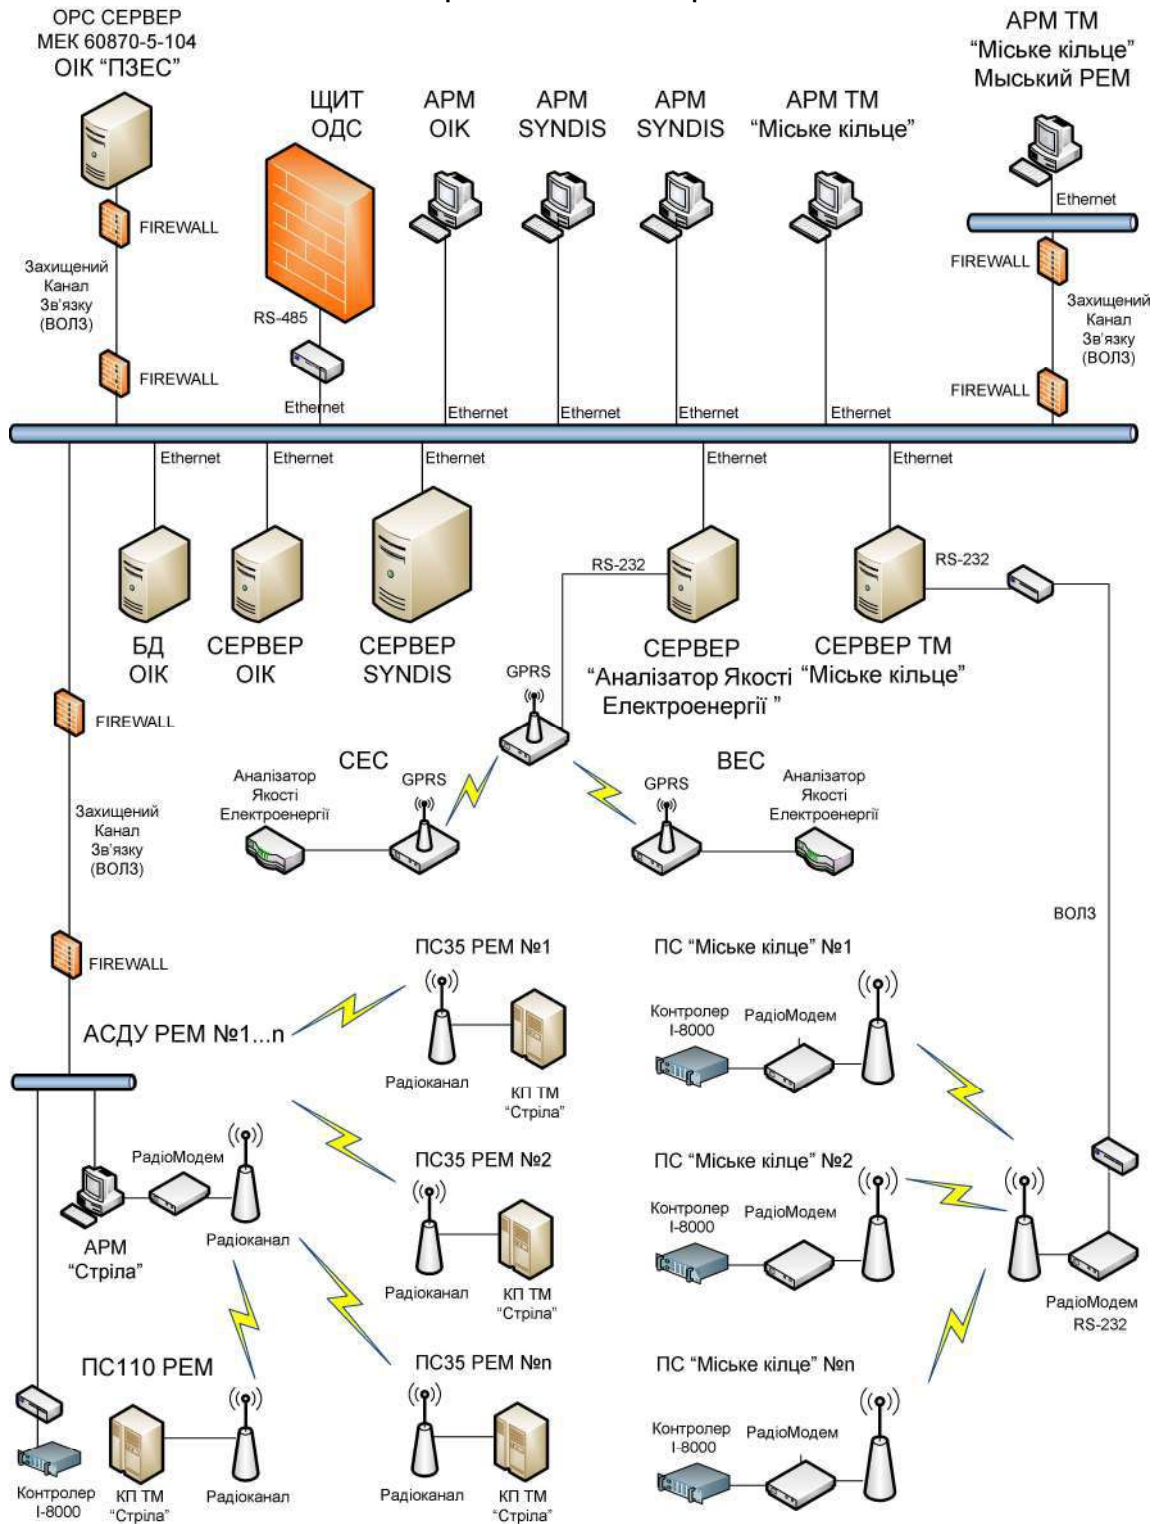 ОРС СЕРВЕР
МЕК 60870-5-104
ОІК “ПЗЕС”
FIREWALL
Захищений
Канал
Зв’язку
(ВОЛЗ)
FIREWALL
ЩИТ
ОДС
RS-485
Ethernet
АРМ
ОІК
Ethernet
АРМ
SYNDIS
Ethernet
АРМ
SYNDIS
Ethernet
АРМ ТМ
“Міське кільце”
Ethernet
АРМ ТМ
“Міське кільце”
Мыський РЕМ
Ethernet
FIREWALL
Захищений
Канал
Зв’язку
(ВОЛЗ)
FIREWALL
Ethernet
Ethernet
Ethernet
Ethernet
Ethernet
БД
ОІК
СЕРВЕР
ОІК
СЕРВЕР
SYNDIS
RS-232
СЕРВЕР
“Аналізатор Якості
Електроенергії ”
RS-232
СЕРВЕР ТМ
“Міське кільце”
FIREWALL
Захищений
Канал
Зв’язку
(ВОЛЗ)
FIREWALL
GPRS
СЕС
Аналізатор
Якості
Електроенергії
GPRS
ВЕС
GPRS
Аналізатор
Якості
Електроенергії
ВОЛЗ
АСДУ РЕМ №1...n
РадіоМодем
АРМ
“Стріла”
Радіоканал
ПС35 РЕМ №1
Радіоканал
КП ТМ
“Стріла”
ПС35 РЕМ №2
Радіоканал
КП ТМ
“Стріла”
ПС35 РЕМ №n
Радіоканал
КП ТМ
“Стріла”
ПС110 РЕМ
Контролер
I-8000
КП ТМ
“Стріла”
Радіоканал
ПС “Міське кілце” №1
Контролер
I-8000
РадіоМодем
ПС “Міське кілце” №2
Контролер
I-8000
РадіоМодем
ПС “Міське кілце” №n
Контролер
I-8000
РадіоМодем
РадіоМодем
RS-232